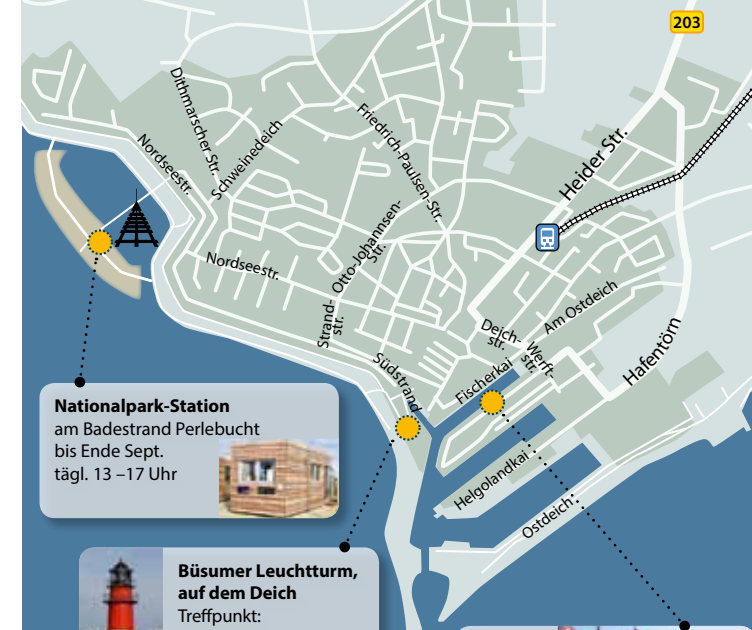 203
Dithmarscher Str.
Schweinedeich
Friedrich-Paulsen-Str.
Nordseestr.
Heider Str.
Otto-Johannsen-
Str.
Nordseestr.
Strand-
str.
Am Ostdeich
Deich-
str.
Werft-
str.
Hafentörn
Südstrand
Fischerkai
Helgolandkai
Ostdeich
Nationalpark-Station
am Badestrand Perlebucht
bis Ende Sept.
tägl. 13 –17 Uhr
Büsumer Leuchtturm,
auf dem Deich
Treffpunkt: